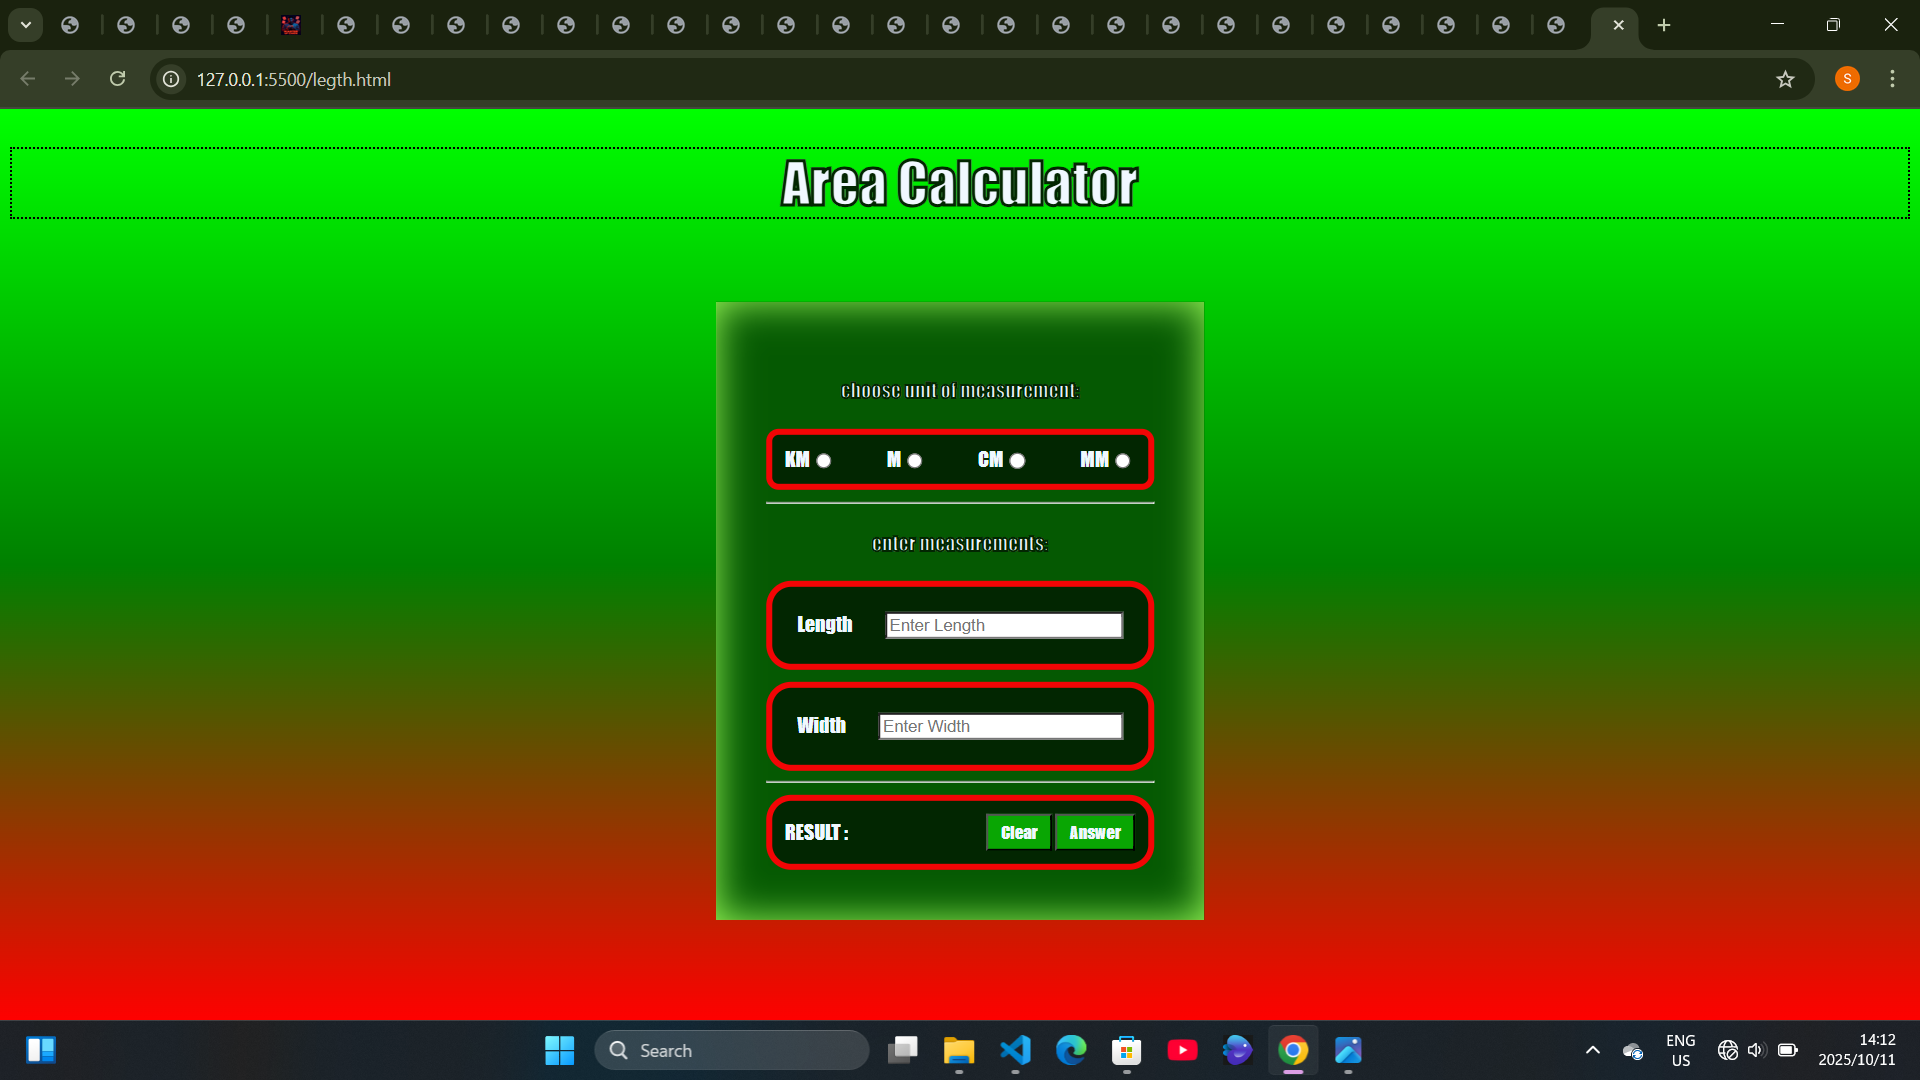 127.0.0.1:5500/legth.html
S
Area Calculator
choose unit of measurement:
KM M CM MM
enter measurements:
Length Enter Length
Width Enter Width
RESULT : Clear Answer
Search
ENG
US
14:12
2025/10/11